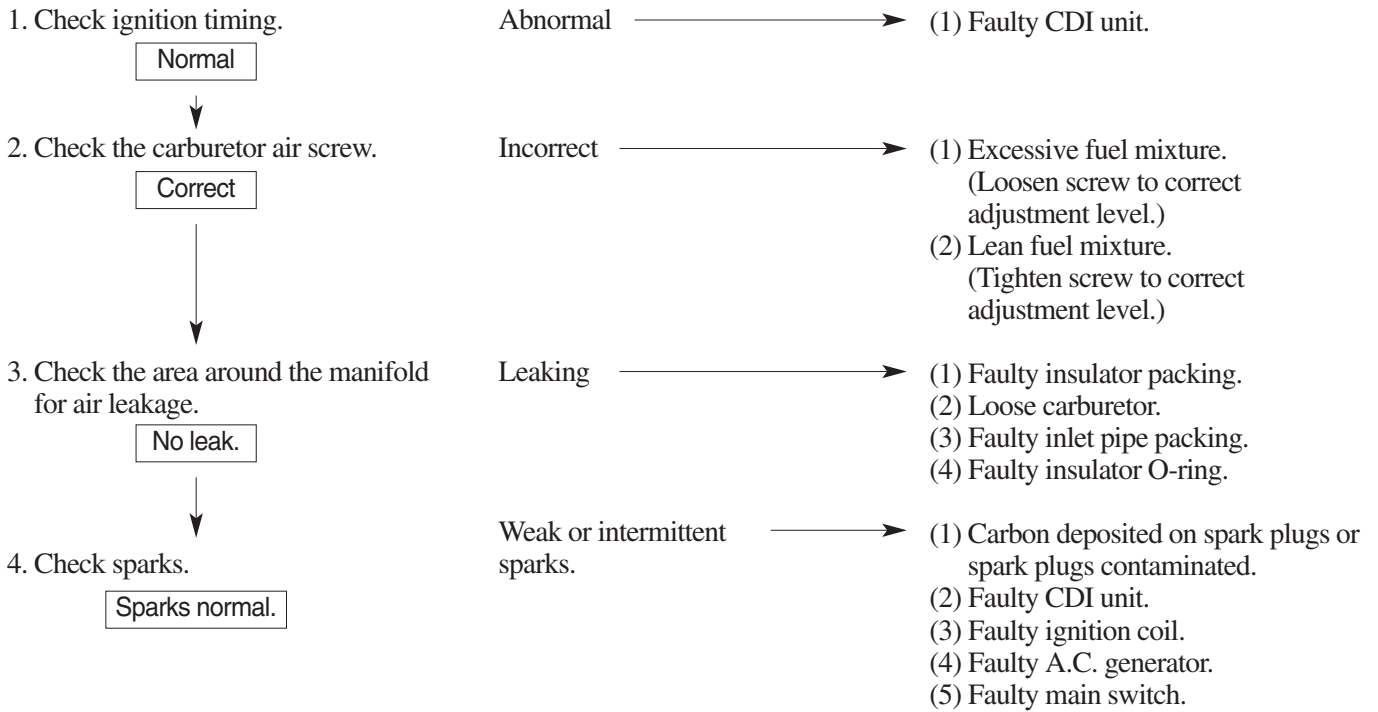 1. Check ignition timing.
Abnormal
(1) Faulty CDI unit.
Normal
2. Check the carburetor air screw.
Incorrect
(1) Excessive fuel mixture.
(Loosen screw to correct
adjustment level.)
(2) Lean fuel mixture.
(Tighten screw to correct
adjustment level.)
Correct
3. Check the area around the manifold
for air leakage.
Leaking
(1) Faulty insulator packing.
(2) Loose carburetor.
(3) Faulty inlet pipe packing.
(4) Faulty insulator O-ring.
No leak.
4. Check sparks.
Weak or intermittent
sparks.
(1) Carbon deposited on spark plugs or
spark plugs contaminated.
(2) Faulty CDI unit.
(3) Faulty ignition coil.
(4) Faulty A.C. generator.
(5) Faulty main switch.
Sparks normal.